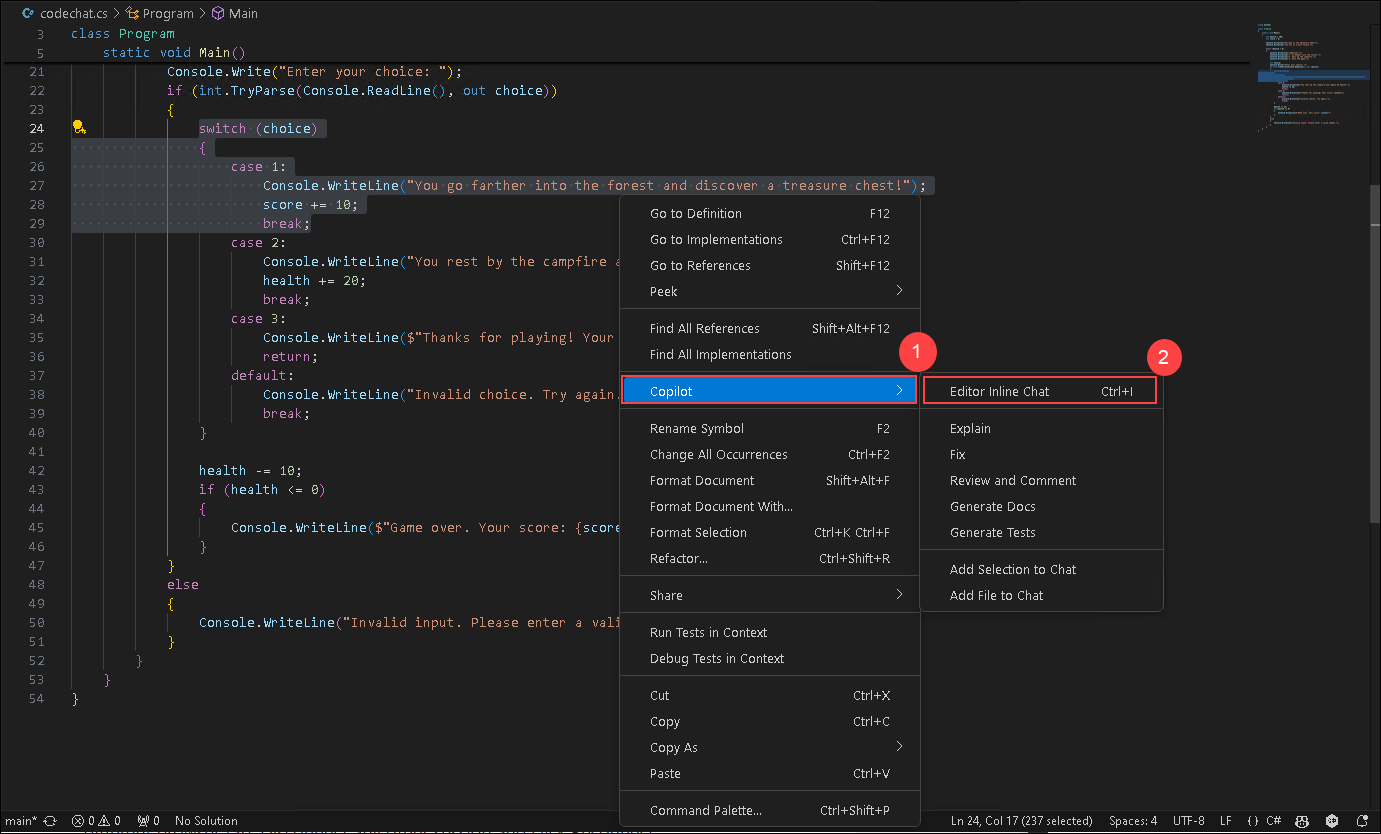 codechat.cs > Program > Main
3 class Program
5 static void Main()
21 Console.Write("Enter your choice: ");
22 if (int.TryParse(Console.ReadLine(), out choice))
23 {
24 switch (choice)
25 {
26 case 1:
27 Console.WriteLine("You go farther into the forest and discover a treasure chest!");
28 score += 10;
29 break;
30 case 2:
31 Console.WriteLine("You rest by the campfire a
32 health += 20;
33 break;
34 case 3:
35 Console.WriteLine($"Thanks for playing! Your
36 return;
37 default:
38 Console.WriteLine("Invalid choice. Try again.
39 break;
40 }
41
42 health -= 10;
43 if (health <= 0)
44 {
45 Console.WriteLine($"Game over. Your score: {score
46 }
47 }
48 else
49 {
50 Console.WriteLine("Invalid input. Please enter a vali
51 }
52 }
53 }
54 }
Go to Definition F12
Go to Implementations Ctrl+F12
Go to References Shift+F12
Peek >
Find All References Shift+Alt+F12
Find All Implementations
1
Copilot >
Rename Symbol F2
Change All Occurrences Ctrl+F2
Format Document Shift+Alt+F
Format Document With...
Format Selection Ctrl+K Ctrl+F
Refactor... Ctrl+Shift+R
Share >
Run Tests in Context
Debug Tests in Context
Cut Ctrl+X
Copy Ctrl+C
Copy As >
Paste Ctrl+V
Command Palette... Ctrl+Shift+P
2
Editor Inline Chat Ctrl+I
Explain
Fix
Review and Comment
Generate Docs
Generate Tests
Add Selection to Chat
Add File to Chat
main* 0 0 0 No Solution Ln 24, Col 17 (237 selected) Spaces: 4 UTF-8 LF {} C#